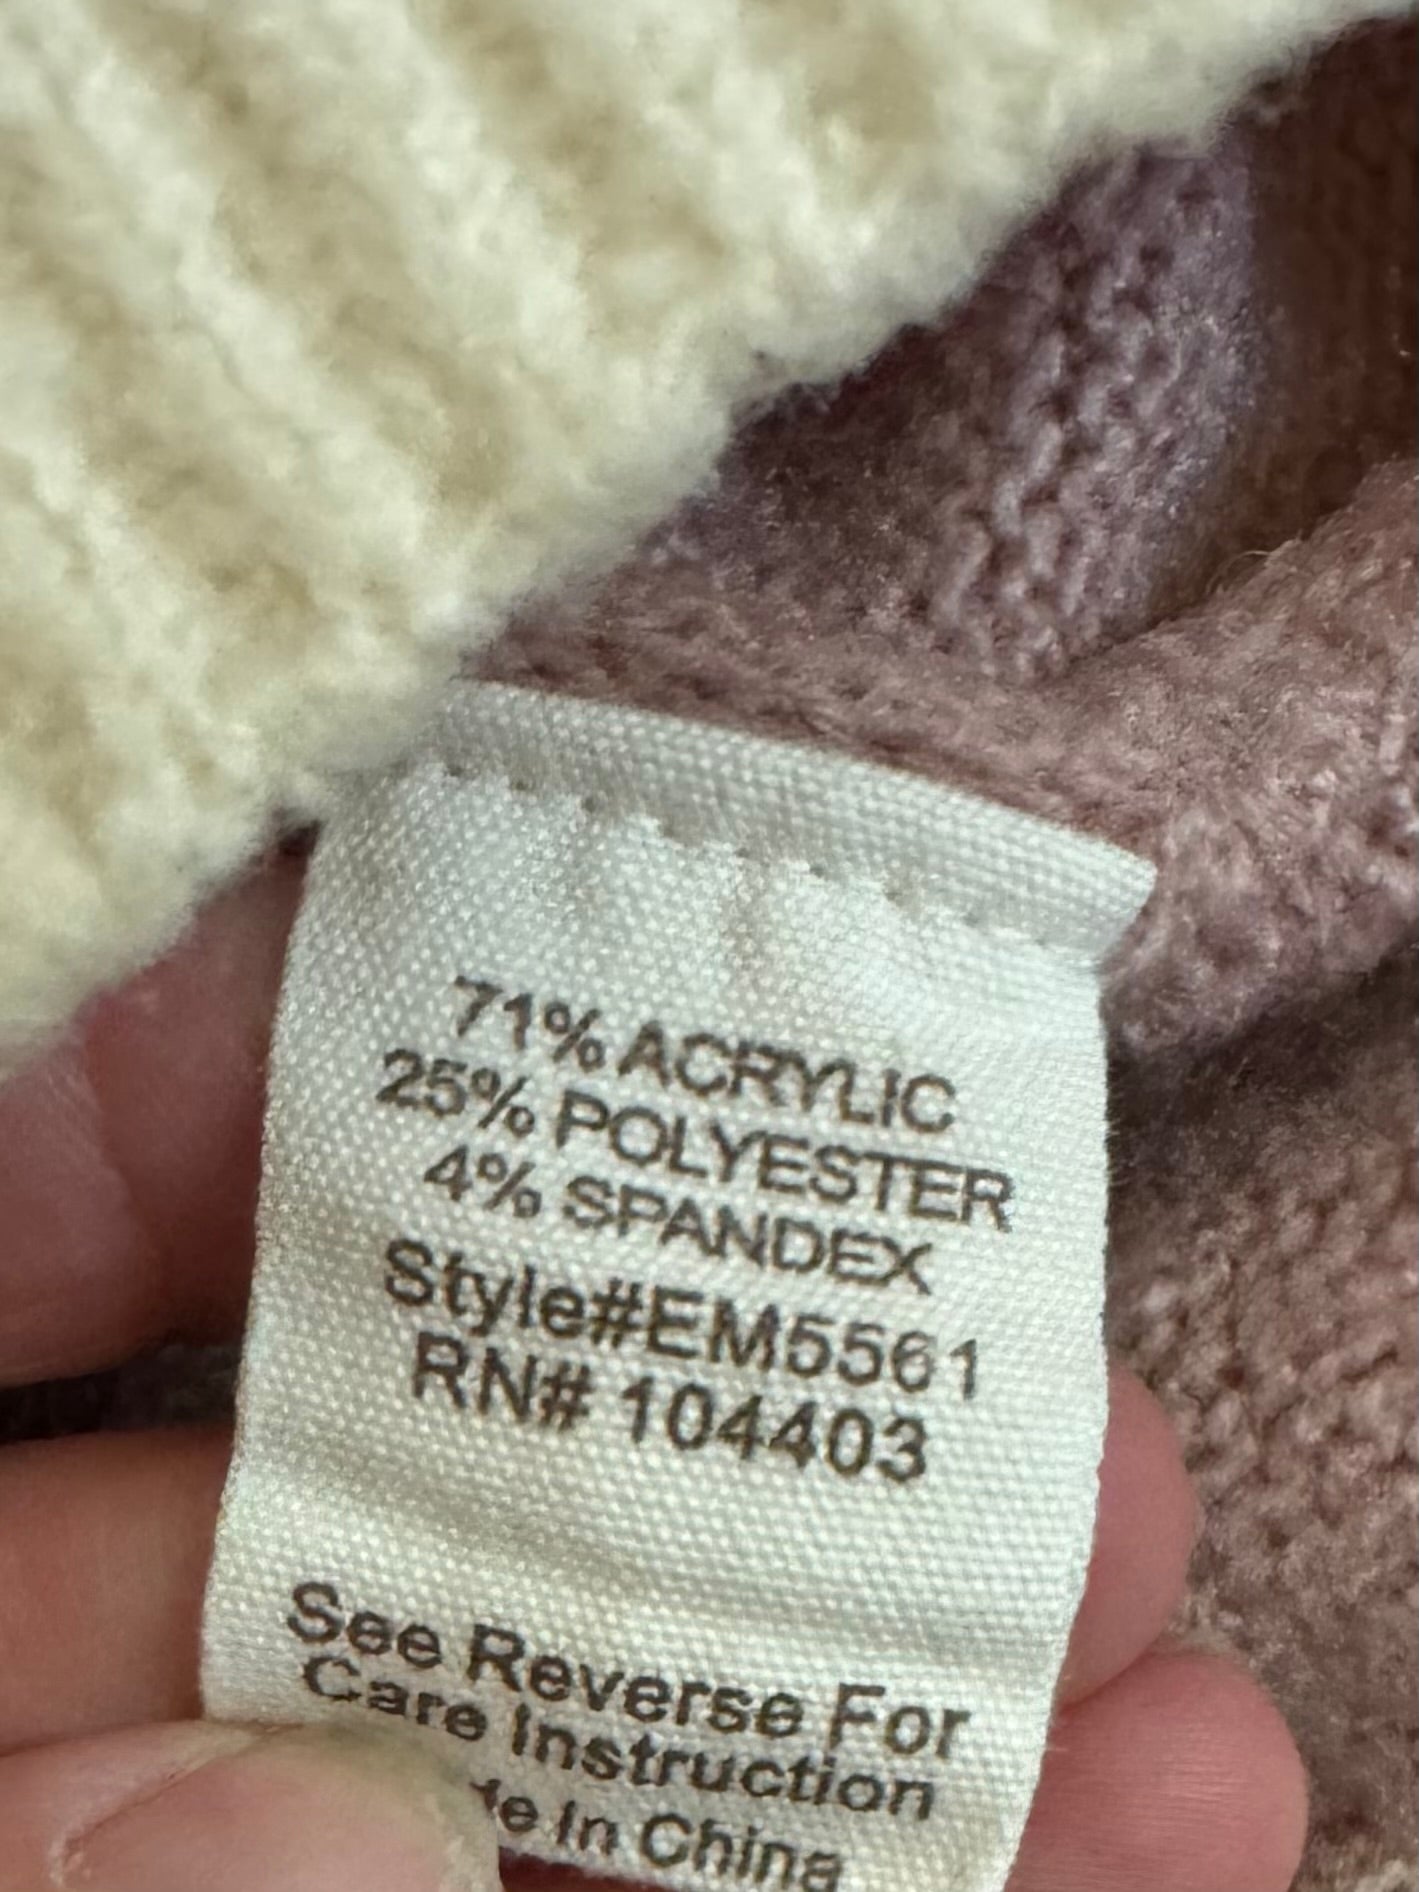 71% ACRYLIC
25% POLYESTER
4% SPANDEX
Style#EM5561
RN# 104403
See Reverse For
Care Instruction
In China